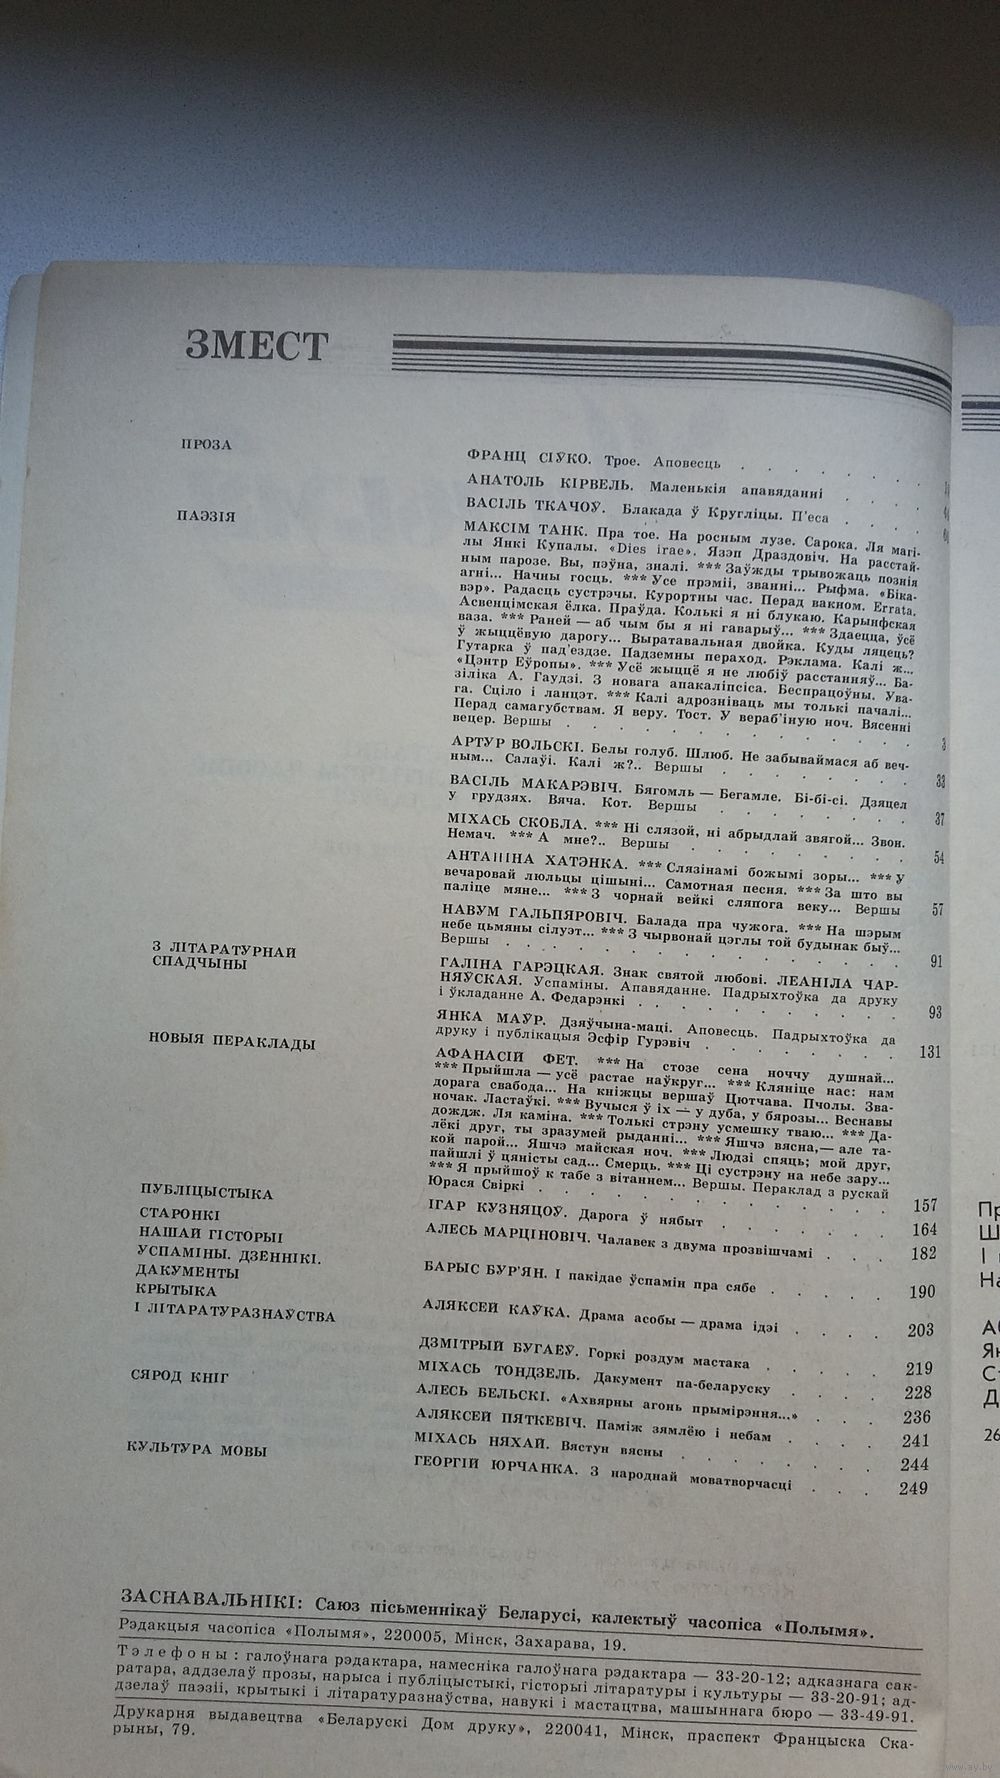 ЗМЕСТ
ПРОЗА
ФРАНЦ СІЎКО. Трое. Аповесць
АНАТОЛЬ КІРВЕЛЬ. Маленькія апавяданні
ВАСІЛЬ ТКАЧОЎ. Блакада ў Кругліцы. П'еса
ПАЭЗІЯ
МАКСІМ ТАНК. Пра тое. На росным лузе. Сарока. Ля магі-
лы Янкі Купалы. «Dies irae». Язэп Драздовіч. На расстай-
ным парозе. Вы, пэўна, зналі. *** Заўжды трывожаць позnія
агні... Начны госць. *** Усе прэміі, званні... Рыфма. «Біка-
вэр». Радасць сустрэчы. Курортны час. Перад вакном. Errata.
Асвенцімская ёлка. Праўда. Колькі я ні блукаю. Карынфская
ваза. *** Раней — аб чым бы я ні гаварыў... *** Здаецца, ўсё
ў жыццёвую дарогу... Выратавальная двойка. Куды ляцець?
Гутарка ў пад'ездзе. Падземны пераход. Рэклама. Калі ж...
«Цэнтр Еўропы». *** Усё жыццё я не любіў расстанняў... Ба-
зіліка А. Гаудзі. З новага апакаліпсіса. Беспрацоўны. Ува-
га. Сціло і ланцэт. *** Калі адрозніваць мы толькі пачалі...
Перад самагубствам. Я веру. Тост. У вераб'іную ноч. Вясенні
вецер. Вершы . . . 3
АРТУР ВОЛЬСКІ. Белы голуб. Шлюб. Не забываймася аб веч-
ным... Салаўі. Калі ж?.. Вершы . . . 33
ВАСІЛЬ МАКАРЭВІЧ. Бягомль — Бегамле. Бі-бі-сі. Дзяцел
у грудзях. Вяча. Кот. Вершы . . . 37
МІХАСЬ СКОБЛА. *** Ні слязой, ні абрыдлай звягой... Звон.
Немач. *** А мне?.. Вершы . . . 54
АНТАНІНА ХАТЭНКА. *** Слязінамі божымі зоры... *** У
вечаровай люльцы цішыні... Самотная песня. *** За што вы
паліце мяне... *** З чорнай вейкі сляпога веку... Вершы 57
НАВУМ ГАЛЬПЯРОВІЧ. Балада пра чужога. *** На шэрым
небе цьмяны сілуэт... *** З чырвонай цэглы той будынак быў...
Вершы . . . 91
З ЛІТАРАТУРНАЙ
СПАДЧЫНЫ
ГАЛІНА ГАРЭЦКАЯ. Знак святой любові. ЛЕАНІЛА ЧАР-
НЯЎСКАЯ. Успаміны. Апавяданне. Падрыхтоўка да друку
і ўкладанне А. Федарэнкі . . . 93
ЯНКА МАЎР. Дзяўчына-маці. Аповесць. Падрыхтоўка да
друку і публікацыя Эсфір Гурэвіч . . . 131
НОВЫЯ ПЕРАКЛАДЫ
АФАНАСІЙ ФЕТ. *** На стозе сена ноччу душнай...
*** Прыйшла — усё растае наўкруг... *** Кляніце нас: нам
дорага свабода... На кніжцы вершаў Цютчава. Пчолы. Зва-
ночак. Ластаўкі. *** Вучыся ў іх — у дуба, у бярозы... Веснавы
дождж. Ля каміна. *** Толькі стрэну усмешку тваю... *** Да-
лёкі друг, ты зразумей рыданні... *** Яшчэ вясна,— але та-
кой парой... Яшчэ майская ноч. *** Людзі спяць; мой друг,
пайшлі ў цяністы сад... Смерць. *** Ці сустрэну на небе зару...
*** Я прыйшоў к табе з вітаннем... Вершы. Пераклад з рускай
Юрася Свіркі . . . 157
ПУБЛІЦЫСТЫКА
ІГАР КУЗНЯЦОЎ. Дарога ў нябыт . . . 164
СТАРОНКІ
НАШАЙ ГІСТОРЫІ
АЛЕСЬ МАРЦІНОВІЧ. Чалавек з двума прозвішчамі . . . 182
УСПАМІНЫ. ДЗЁННІКІ.
ДАКУМЕНТЫ
БАРЫС БУР'ЯН. І пакідае ўспамін пра сябе . . . 190
КРЫТЫКА
І ЛІТАРАТУРАЗНАЎСТВА
АЛЯКСЕЙ КАЎКА. Драма асобы — драма ідэі . . . 203
ДЗМІТРЫЙ БУГАЕЎ. Горкі роздум мастака . . . 219
СЯРОД КНІГ
МІХАСЬ ТОНДЗЕЛЬ. Дакумент па-беларуску . . . 228
АЛЕСЬ БЕЛЬСКІ. «Ахвярны агонь прымірэння...» . . . 236
АЛЯКСЕЙ ПЯТКЕВІЧ. Паміж зямлёю і небам . . . 241
МІХАСЬ НЯХАЙ. Вястун вясны . . . 244
КУЛЬТУРА МОВЫ
ГЕОРГІЙ ЮРЧАНКА. З народнай моватворчасці . . . 249
ЗАСНАВАЛЬНІКІ: Саюз пісьменнікаў Беларусі, калектыў часопіса «Полымя».
Рэдакцыя часопіса «Полымя», 220005, Мінск, Захарава, 19.
Тэлефоны: галоўнага рэдактара, намесніка галоўнага рэдактара — 33-20-12; адказнага сак-
ратара, аддзелаў прозы, нарыса і публіцыстыкі, гісторыі літаратуры і культуры — 33-20-91; ад-
дзелаў паэзіі, крытыкі і літаратуразнаўства, навукі і мастацтва, машыннага бюро — 33-49-91.
Друкарня выдавецтва «Беларускі Дом друку», 220041, Мінск, праспект Францыска Ска-
рыны, 79.
www.ay.by